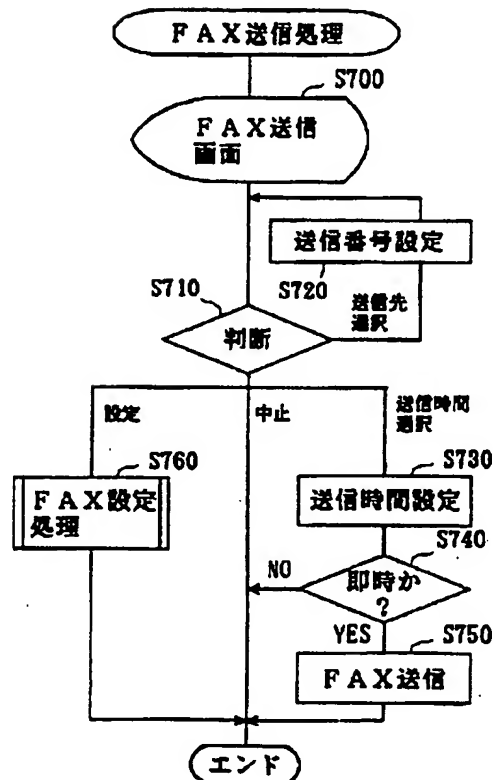 FAX送信処理
S700
FAX送信
画面
送信番号設定
S720
S710
送信先
選択
判断
設定
中止
送信時間
選択
S760
FAX設定
処理
S730
送信時間設定
S740
NO
即時か
?
YES
S750
FAX送信
エンド